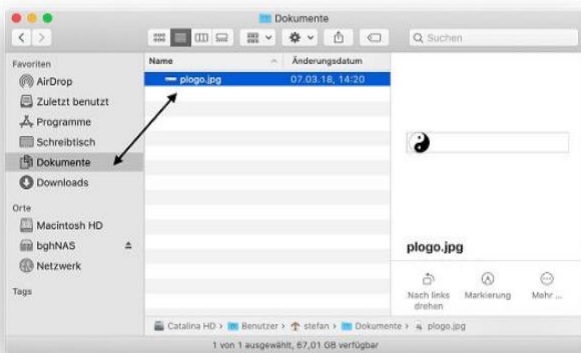 Dokumente
Suchen
Favoriten
AirDrop
Zuletzt benutzt
Programme
Schreibtisch
Dokumente
Downloads
Orte
Macintosh HD
bghNAS
Netzwerk
Tags
Name Änderungsdatum
plogo.jpg 07.03.18, 14:20
plogo.jpg
Nach links drehen
Markierung
Mehr ...
Catalina HD › Benutzer › stefan › Dokumente › plogo.jpg
1 von 1 ausgewählt, 67,01 GB verfügbar